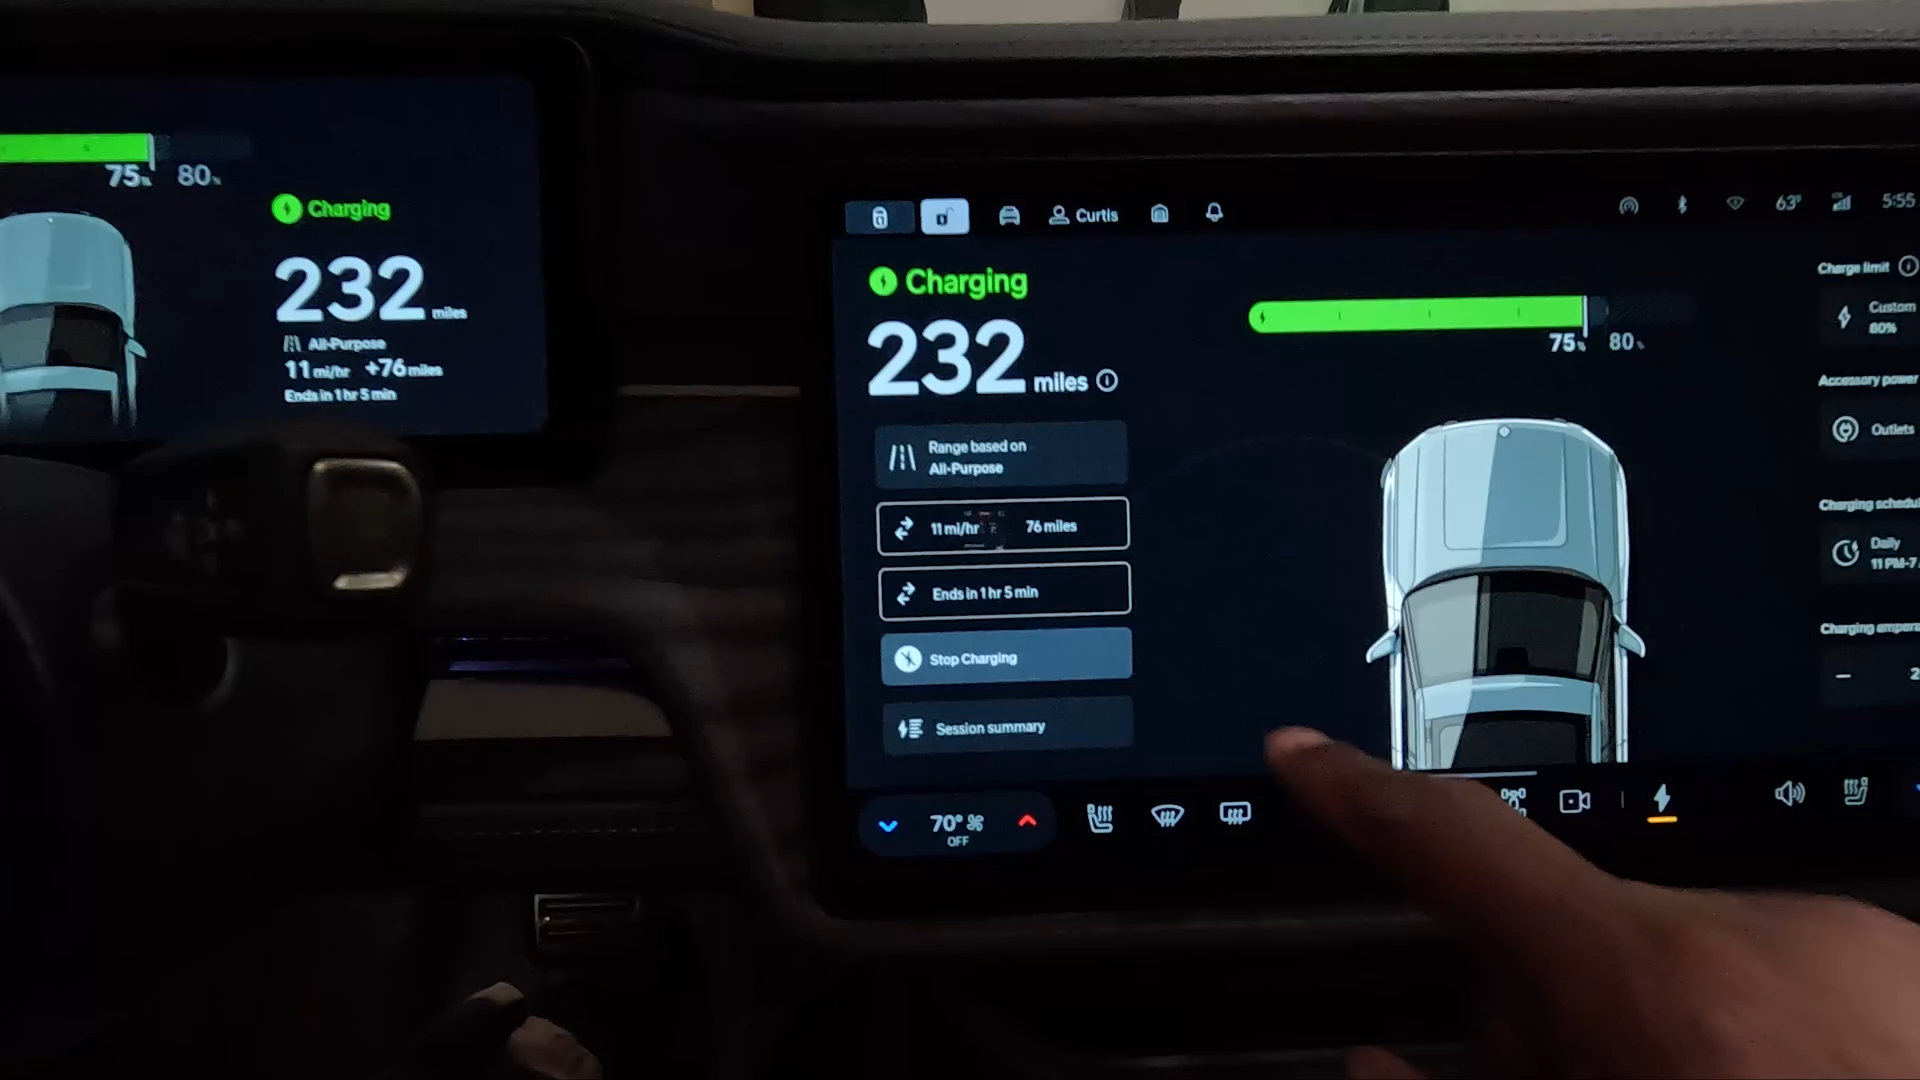 75%
80%
Charging
232 miles
All-Purpose
11 mi/hr +76 miles
Ends in 1 hr 5 min
Curtis
63°
5:55
Charging
232 miles
75%
80%
Range based on
All-Purpose
11 mi/hr 76 miles
Ends in 1 hr 5 min
Stop Charging
Session summary
Charge limit
Custom
80%
Accessory power
Outlets
Charging schedul
Daily
11 PM-7
Charging ampera
2
70°
OFF